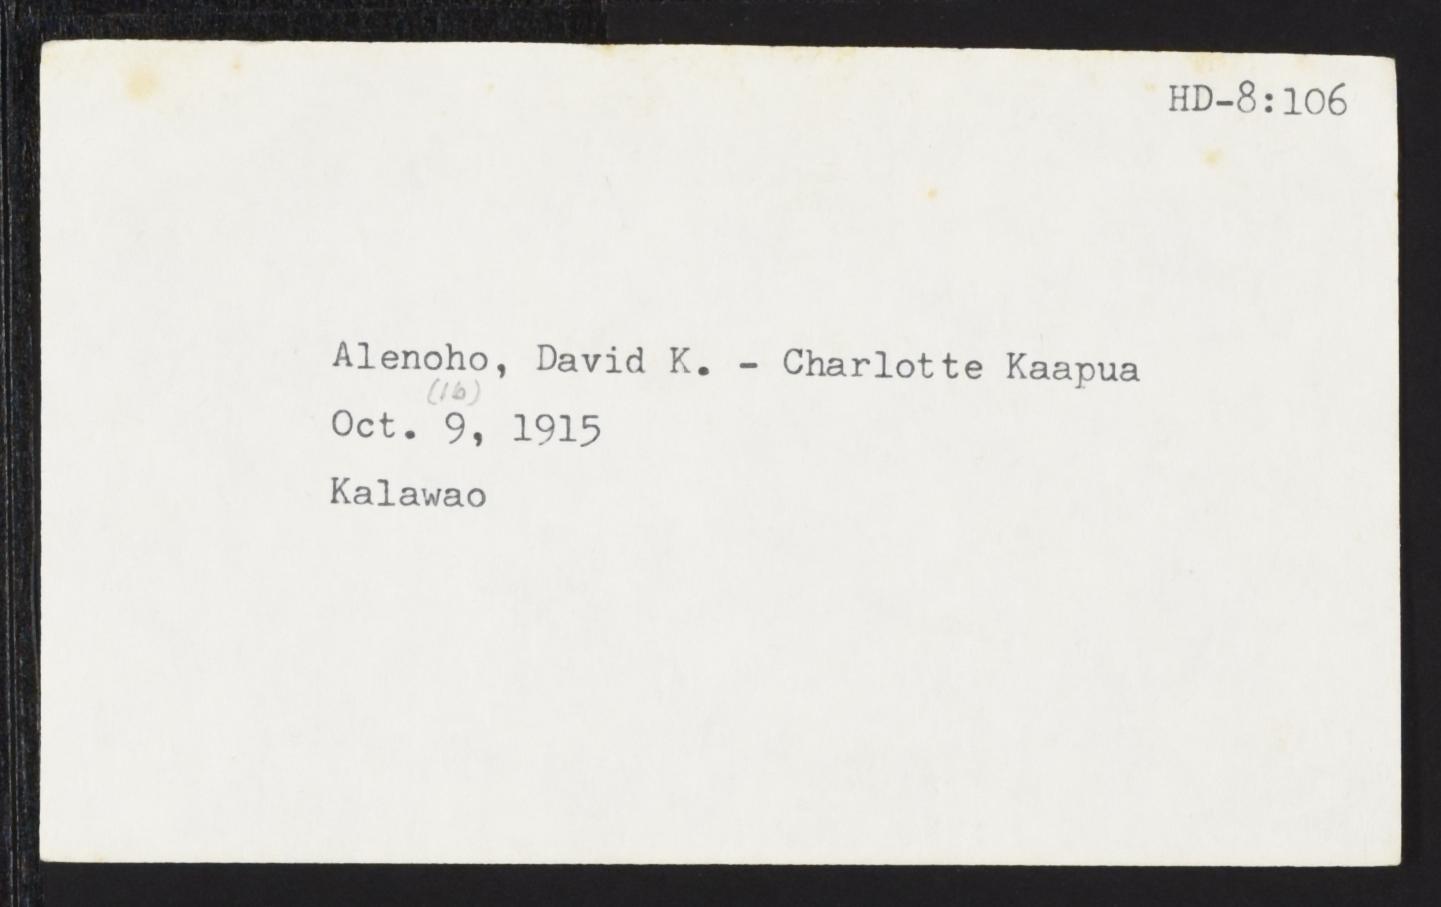 HD-8:106
Alenoho, David K. - Charlotte Kaapua
(16)
Oct. 9, 1915
Kalawao